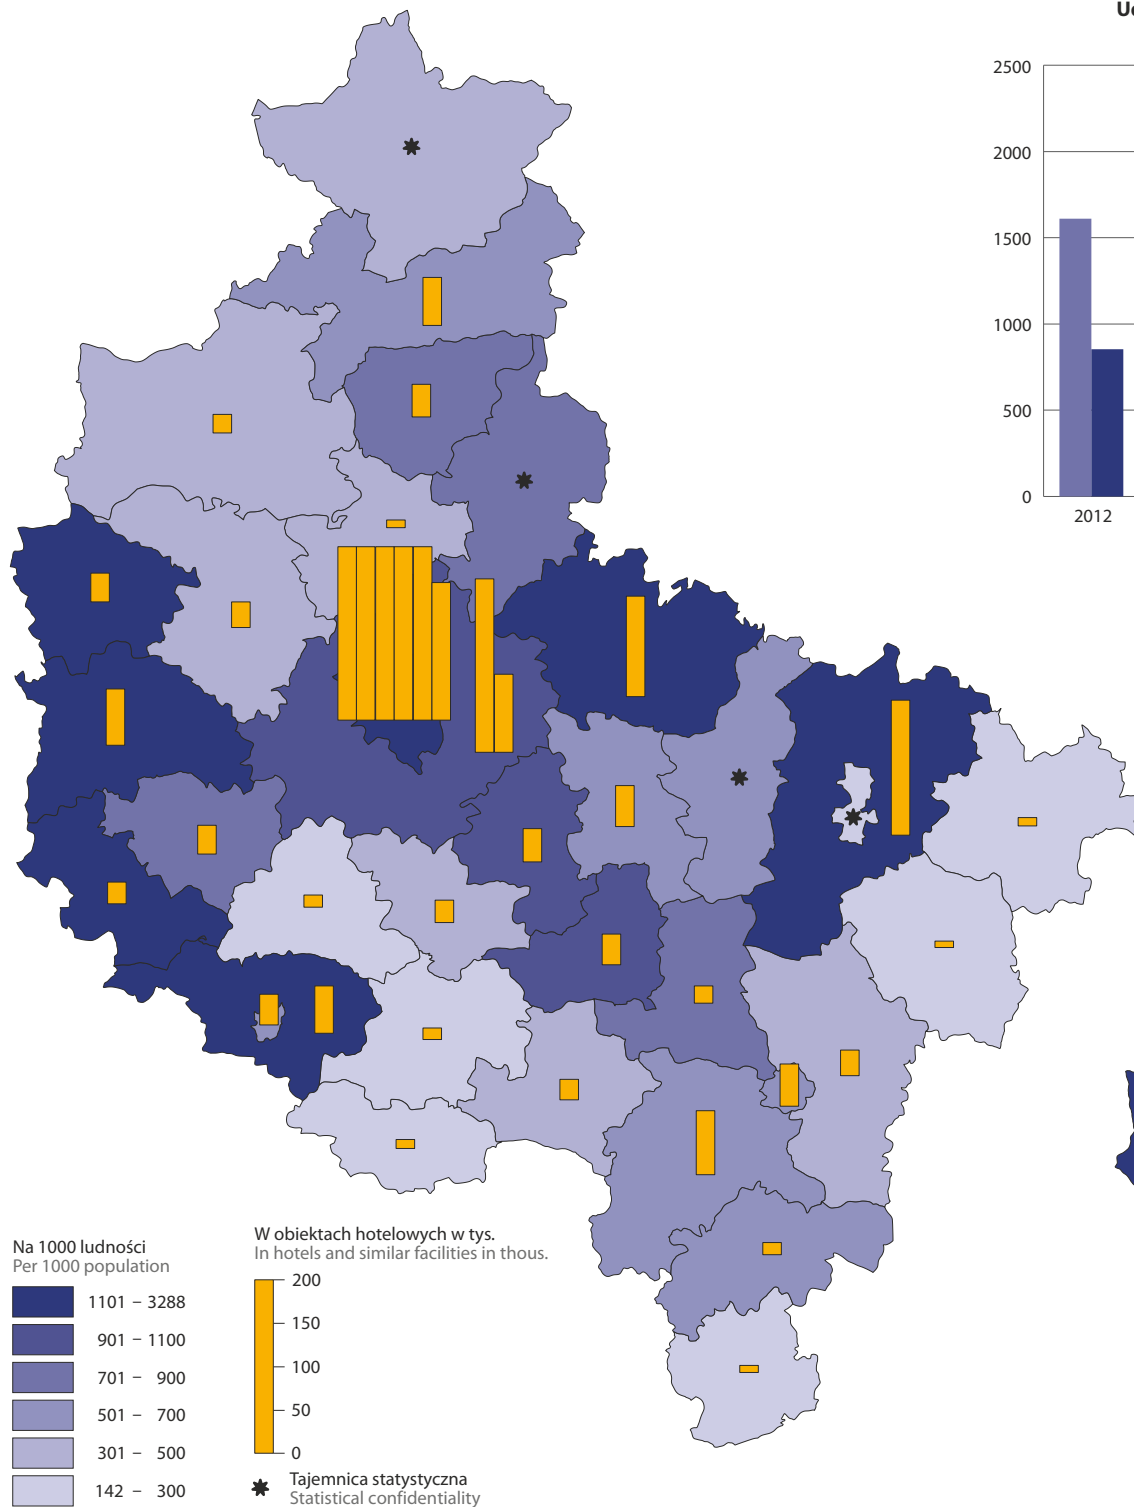 Uc
2500
2000
1500
1000
500
0
2012
Na 1000 ludności
Per 1000 population
1101 – 3288
901 – 1100
701 – 900
501 – 700
301 – 500
142 – 300
W obiektach hotelowych w tys.
In hotels and similar facilities in thous.
200
150
100
50
0
Tajemnica statystyczna
Statistical confidentiality